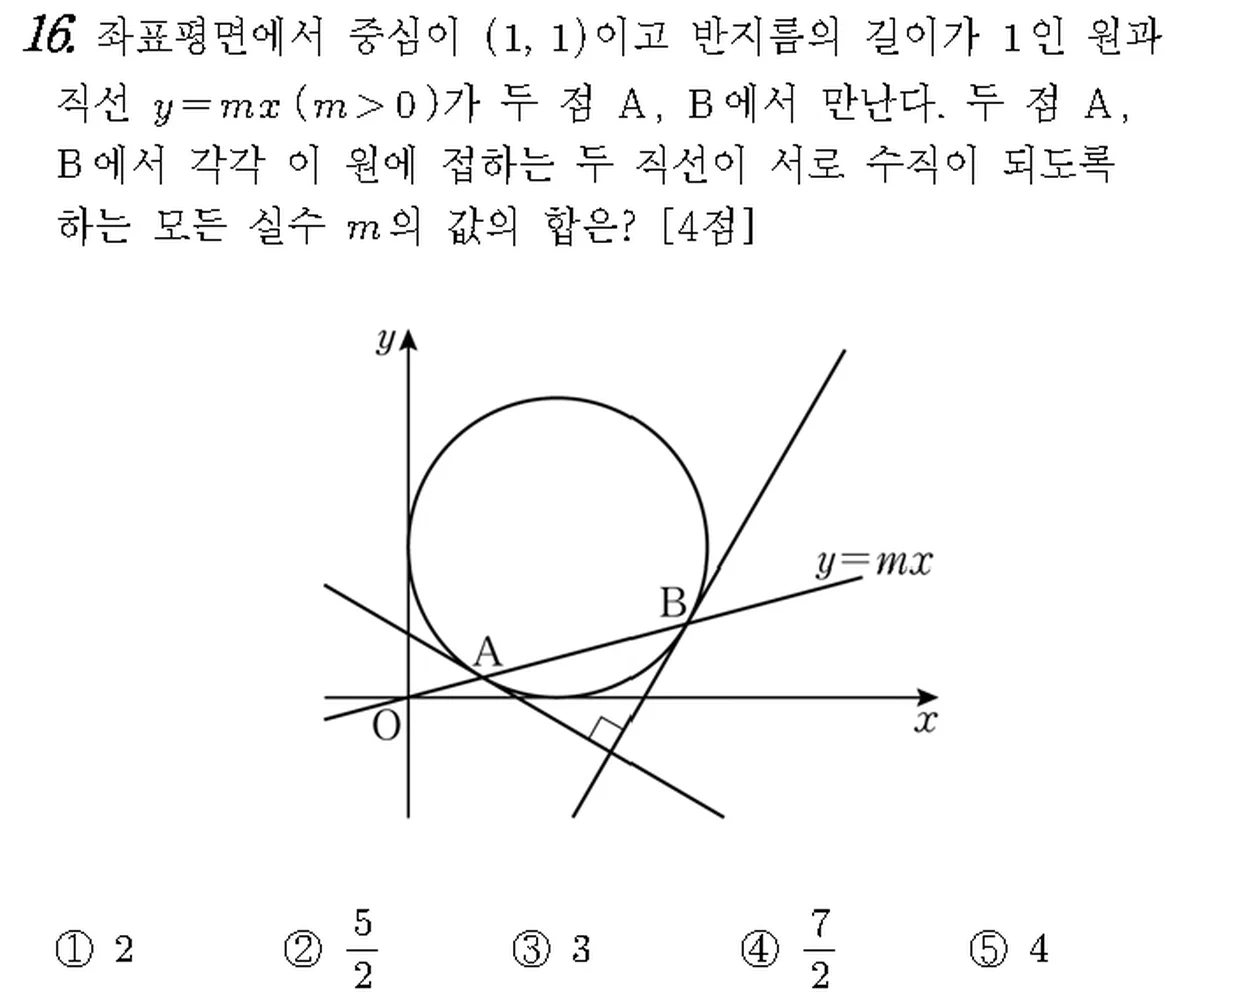 16. 좌표평면에서 중심이 (1, 1)이고 반지름의 길이가 1인 원과
직선 y=mx (m>0)가 두 점 A, B에서 만난다. 두 점 A,
B에서 각각 이 원에 접하는 두 직선이 서로 수직이 되도록
하는 모든 실수 m의 값의 합은? [4점]
y
y=mx
B
A
O
x
① 2 ② 5/2 ③ 3 ④ 7/2 ⑤ 4